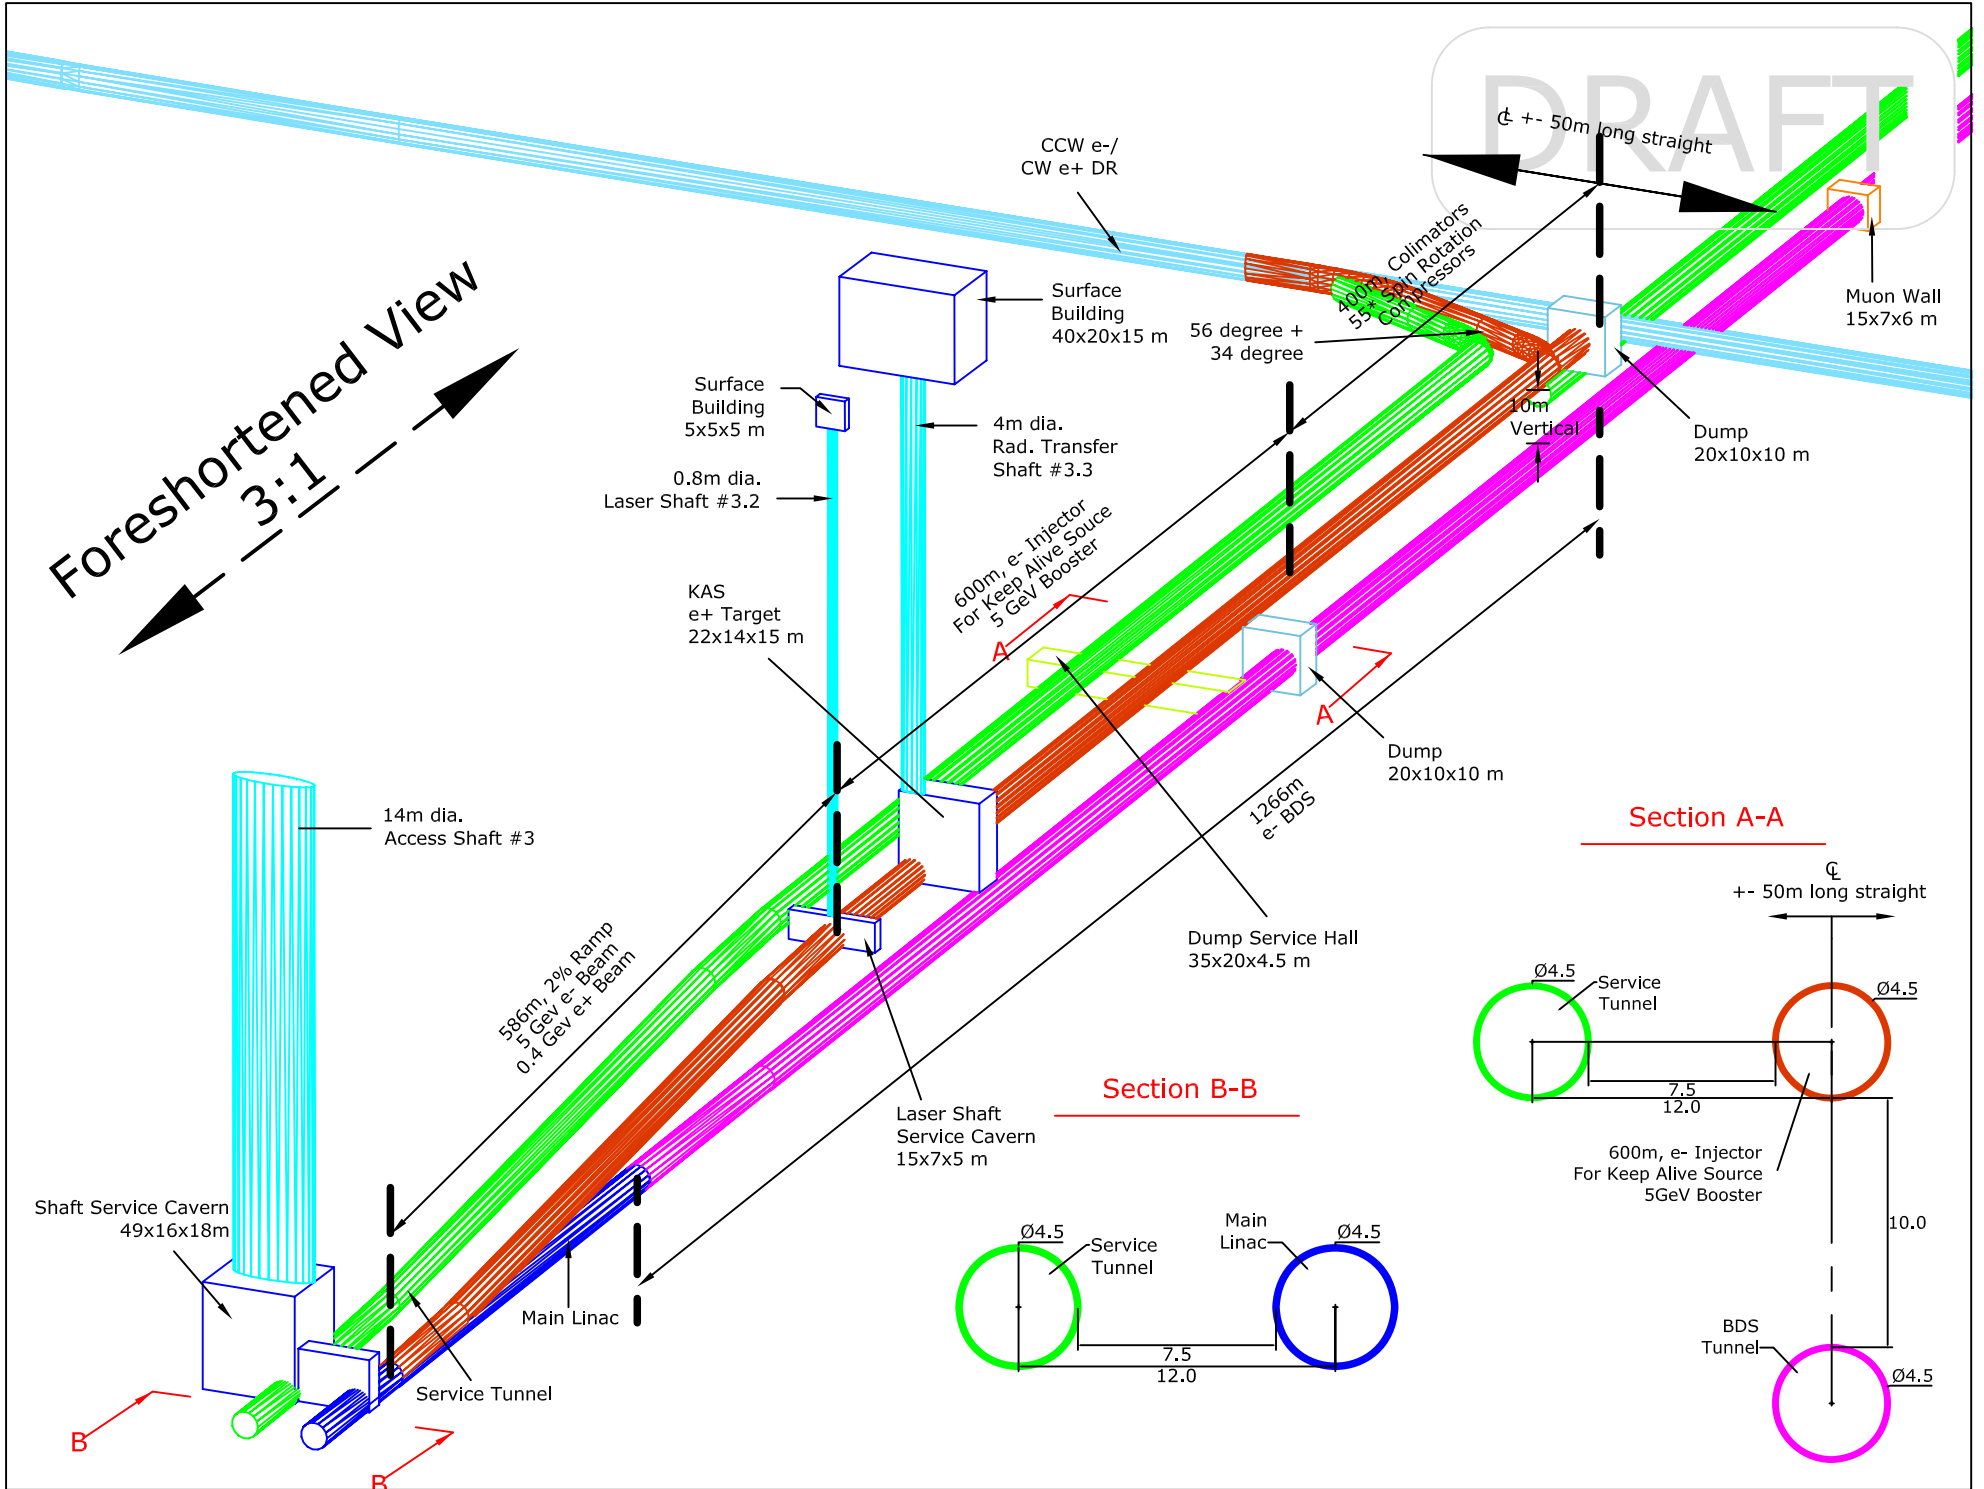 DRAFT
℄ +- 50m long straight
CCW e-/
CW e+ DR
Foreshortened View
3:1
Surface
Building
40x20x15 m
400m, Colimators
55* Spin Rotation
Compressors
56 degree +
34 degree
Muon Wall
15x7x6 m
Surface
Building
5x5x5 m
4m dia.
Rad. Transfer
Shaft #3.3
10m
Vertical
Dump
20x10x10 m
0.8m dia.
Laser Shaft #3.2
600m, e- Injector
For Keep Alive Souce
5 GeV Booster
KAS
e+ Target
22x14x15 m
A
A
Dump
20x10x10 m
14m dia.
Access Shaft #3
1266m
e- BDS
Dump Service Hall
35x20x4.5 m
586m, 2% Ramp
5 Gev e- Beam
0.4 Gev e+ Beam
Laser Shaft
Service Cavern
15x7x5 m
Shaft Service Cavern
49x16x18m
Main Linac
Service Tunnel
B
B
Section B-B
Ø4.5
Service
Tunnel
Main
Linac
Ø4.5
7.5
12.0
Section A-A
℄
+- 50m long straight
Ø4.5
Service
Tunnel
Ø4.5
7.5
12.0
600m, e- Injector
For Keep Alive Source
5GeV Booster
10.0
BDS
Tunnel
Ø4.5